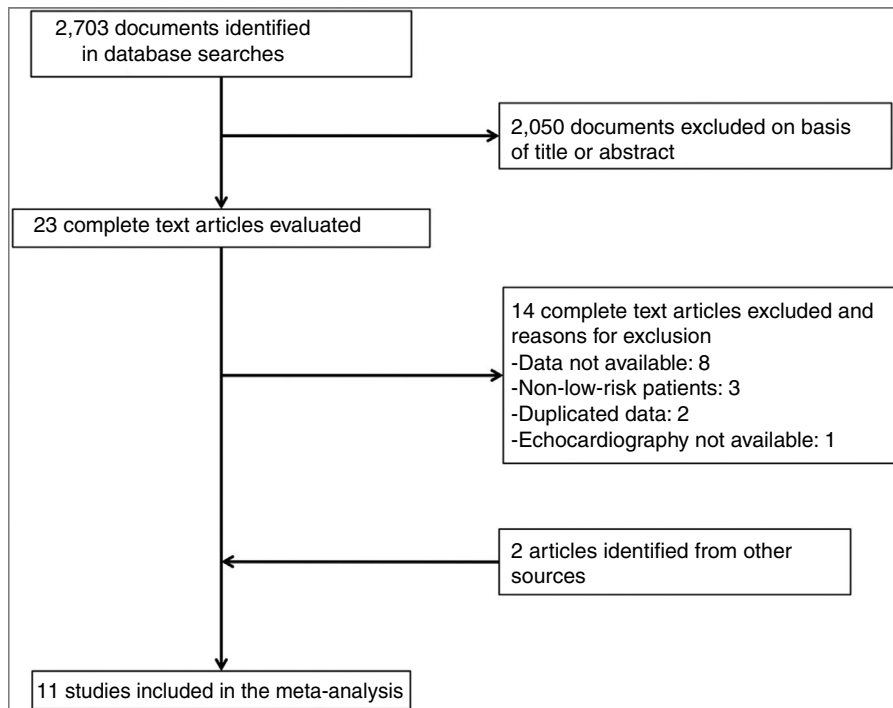 2,703 documents identified
in database searches
2,050 documents excluded on basis
of title or abstract
23 complete text articles evaluated
14 complete text articles excluded and
reasons for exclusion
-Data not available: 8
-Non-low-risk patients: 3
-Duplicated data: 2
-Echocardiography not available: 1
2 articles identified from other
sources
11 studies included in the meta-analysis